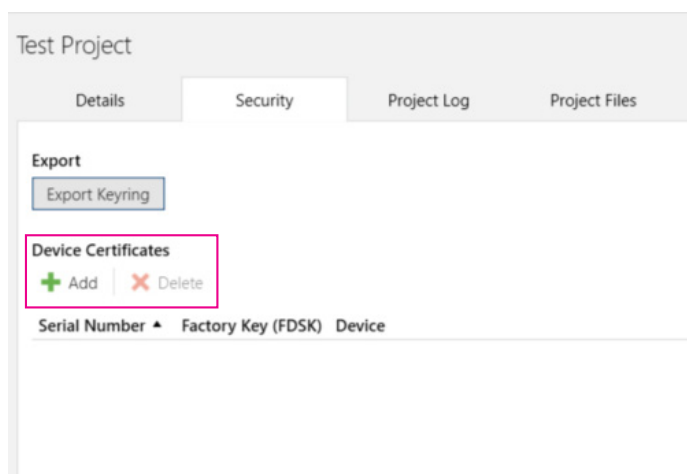 Test Project
Details Security Project Log Project Files
Export
Export Keyring
Device Certificates
Add Delete
Serial Number Factory Key (FDSK) Device